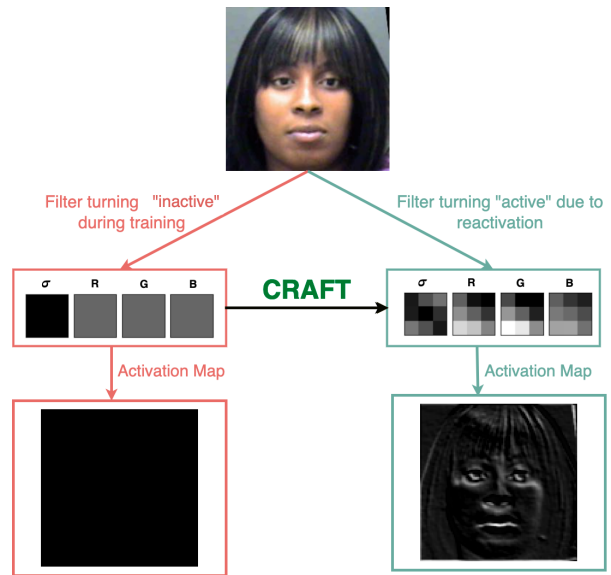 Filter turning "inactive"
during training
Filter turning "active" due to
reactivation
σ R G B
CRAFT
σ R G B
Activation Map
Activation Map